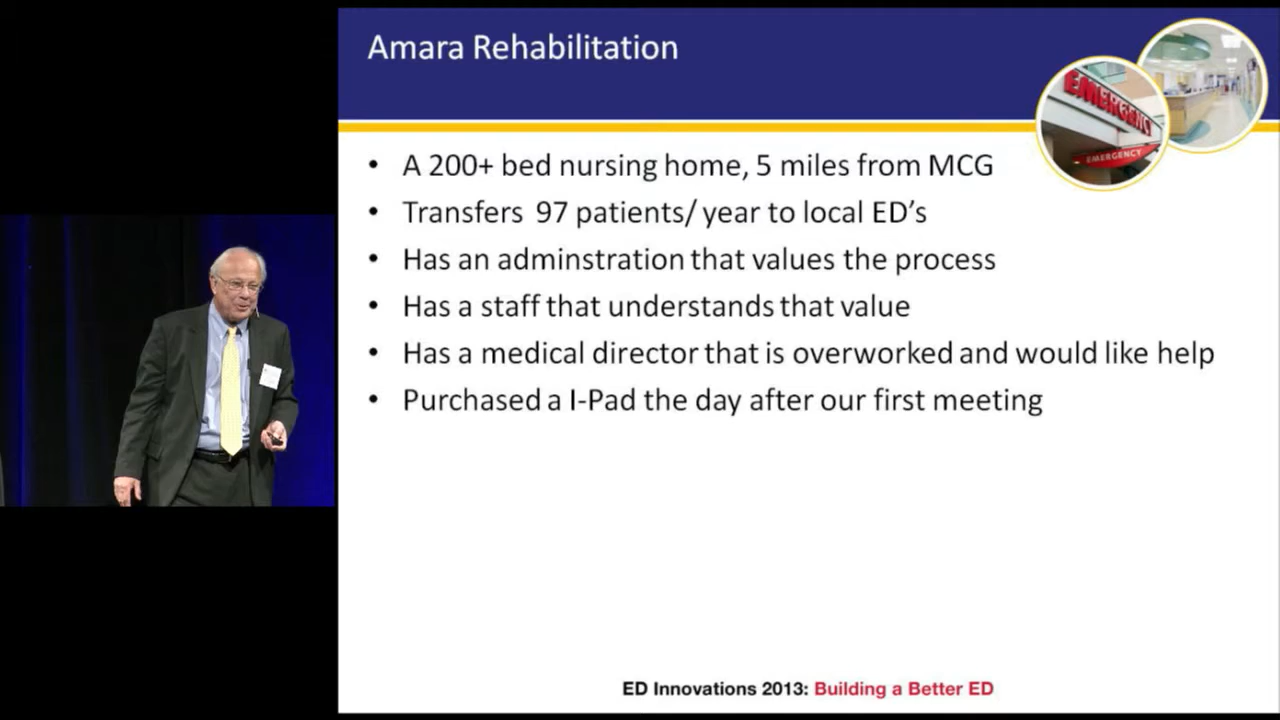 Amara Rehabilitation
EMERGENC
EMERGENCY
• A 200+ bed nursing home, 5 miles from MCG
• Transfers 97 patients/ year to local ED’s
• Has an adminstration that values the process
• Has a staff that understands that value
• Has a medical director that is overworked and would like help
• Purchased a I-Pad the day after our first meeting
ED Innovations 2013: Building a Better ED